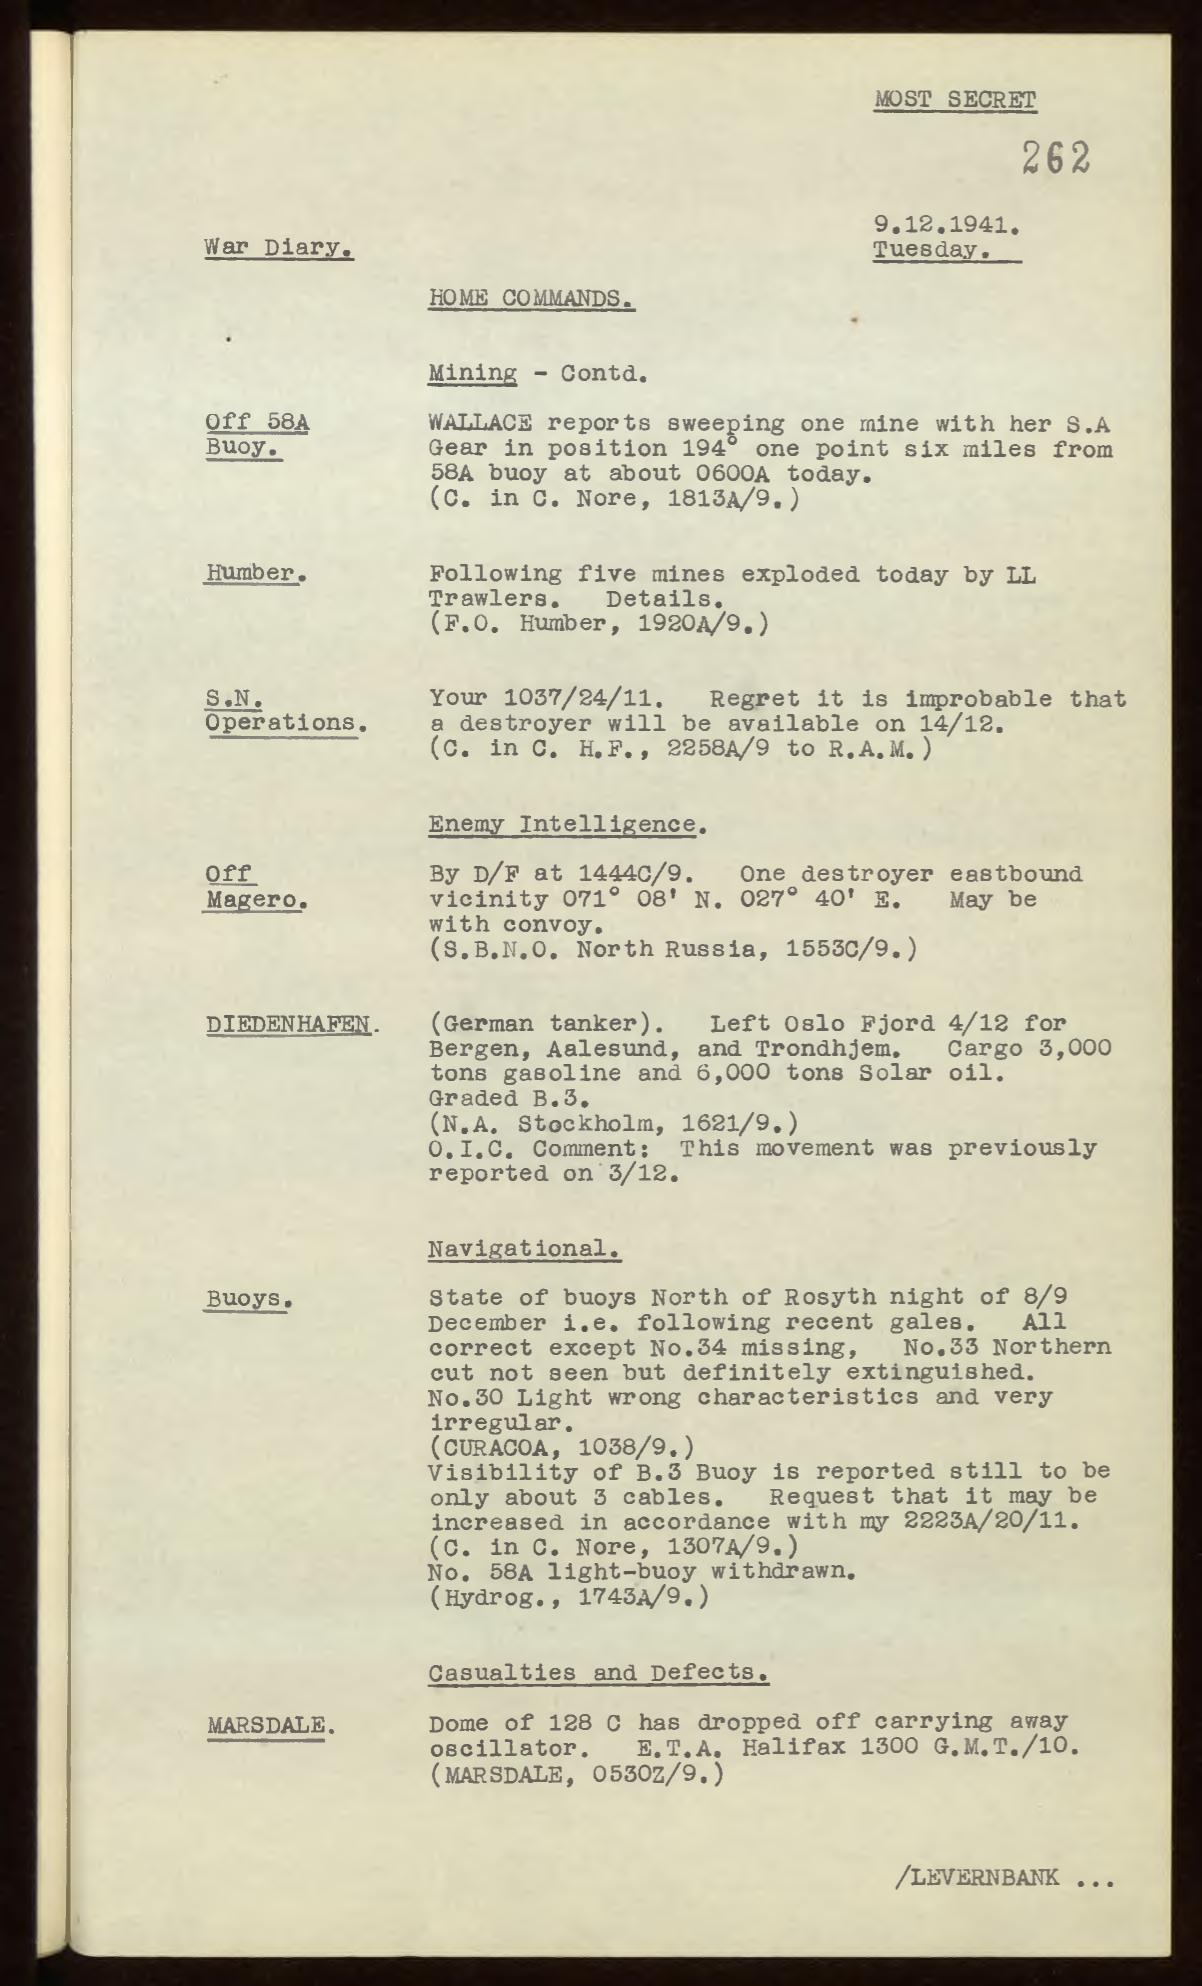 MOST SECRET
262
9.12.1941.
War Diary.
Tuesday.
HOME COMMANDS.
Mining - Contd.
Off 58A
Buoy.
WALLACE reports sweeping one mine with her S.A
Gear in position 194° one point six miles from
58A buoy at about 0600A today.
(C. in C. Nore, 1813A/9.)
Humber.
Following five mines exploded today by LL
Trawlers. Details.
(F.O. Humber, 1920A/9.)
S.N.
Operations.
Your 1037/24/11. Regret it is improbable that
a destroyer will be available on 14/12.
(C. in C. H.F., 2258A/9 to R.A.M.)
Enemy Intelligence.
Off
Magero.
By D/F at 1444C/9. One destroyer eastbound
vicinity 071° 08' N. 027° 40' E. May be
with convoy.
(S.B.N.O. North Russia, 1553C/9.)
DIEDENHAFEN.
(German tanker). Left Oslo Fjord 4/12 for
Bergen, Aalesund, and Trondhjem. Cargo 3,000
tons gasoline and 6,000 tons Solar oil.
Graded B.3.
(N.A. Stockholm, 1621/9.)
O.I.C. Comment: This movement was previously
reported on 3/12.
Navigational.
Buoys.
State of buoys North of Rosyth night of 8/9
December i.e. following recent gales. All
correct except No.34 missing, No.33 Northern
cut not seen but definitely extinguished.
No.30 Light wrong characteristics and very
irregular.
(CURACOA, 1038/9.)
Visibility of B.3 Buoy is reported still to be
only about 3 cables. Request that it may be
increased in accordance with my 2223A/20/11.
(C. in C. Nore, 1307A/9.)
No. 58A light-buoy withdrawn.
(Hydrog., 1743A/9.)
Casualties and Defects.
MARSDALE.
Dome of 128 C has dropped off carrying away
oscillator. E.T.A. Halifax 1300 G.M.T./10.
(MARSDALE, 0530Z/9.)
/LEVERNBANK ...